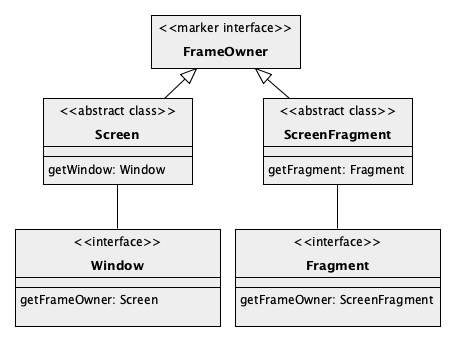 <<marker interface>>
FrameOwner
<<abstract class>>
Screen
getWindow: Window
<<abstract class>>
ScreenFragment
getFragment: Fragment
<<interface>>
Window
getFrameOwner: Screen
<<interface>>
Fragment
getFrameOwner: ScreenFragment